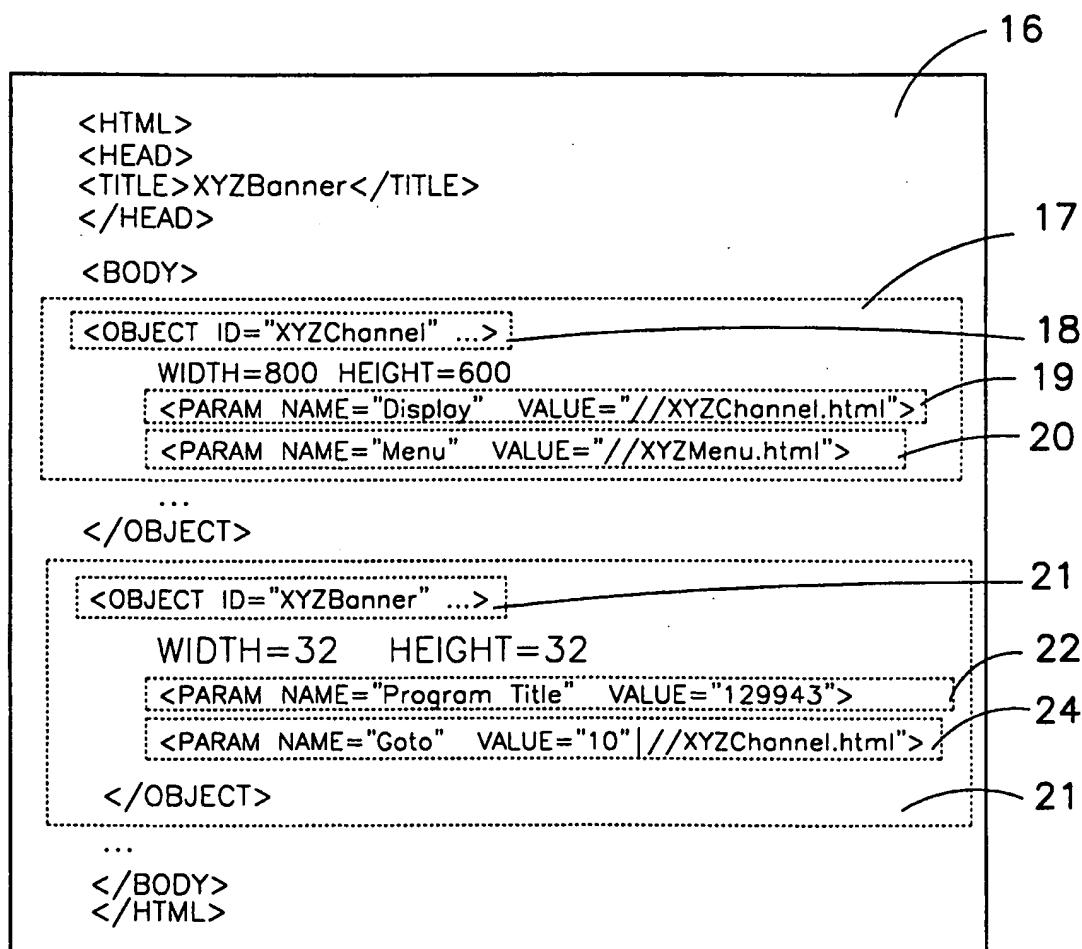 16
<HTML>
<HEAD>
<TITLE>XYZBanner</TITLE>
</HEAD>
17
<BODY>
<OBJECT ID="XYZChannel" ...>
18
WIDTH=800 HEIGHT=600
19
<PARAM NAME="Display" VALUE="//XYZChannel.html">
20
<PARAM NAME="Menu" VALUE="//XYZMenu.html">
...
</OBJECT>
21
<OBJECT ID="XYZBanner" ...>
WIDTH=32 HEIGHT=32
22
<PARAM NAME="Program Title" VALUE="129943">
24
<PARAM NAME="Goto" VALUE="10"|//XYZChannel.html">
</OBJECT>
21
...
</BODY>
</HTML>